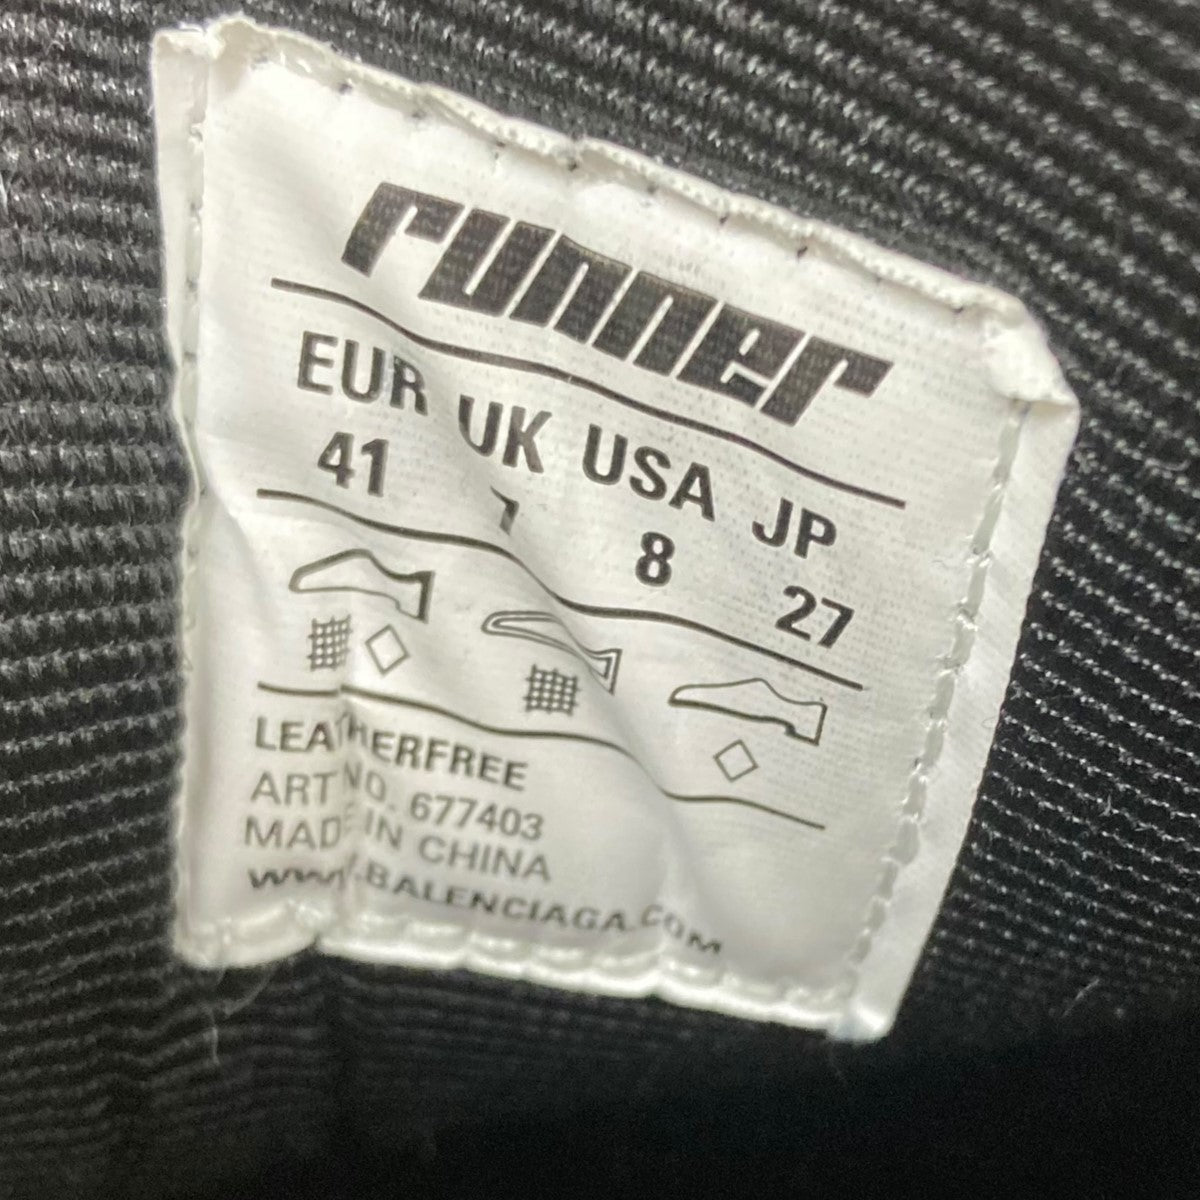 runner
EUR UK USA JP
41 7 8 27
LEATHERFREE
ART NO. 677403
MADE IN CHINA
WWW.BALENCIAGA.COM